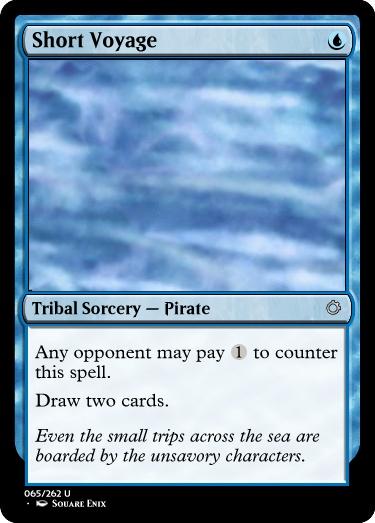 Short Voyage
Tribal Sorcery — Pirate
Any opponent may pay 1 to counter
this spell.
Draw two cards.
Even the small trips across the sea are
boarded by the unsavory characters.
065/262 U
· Square Enix